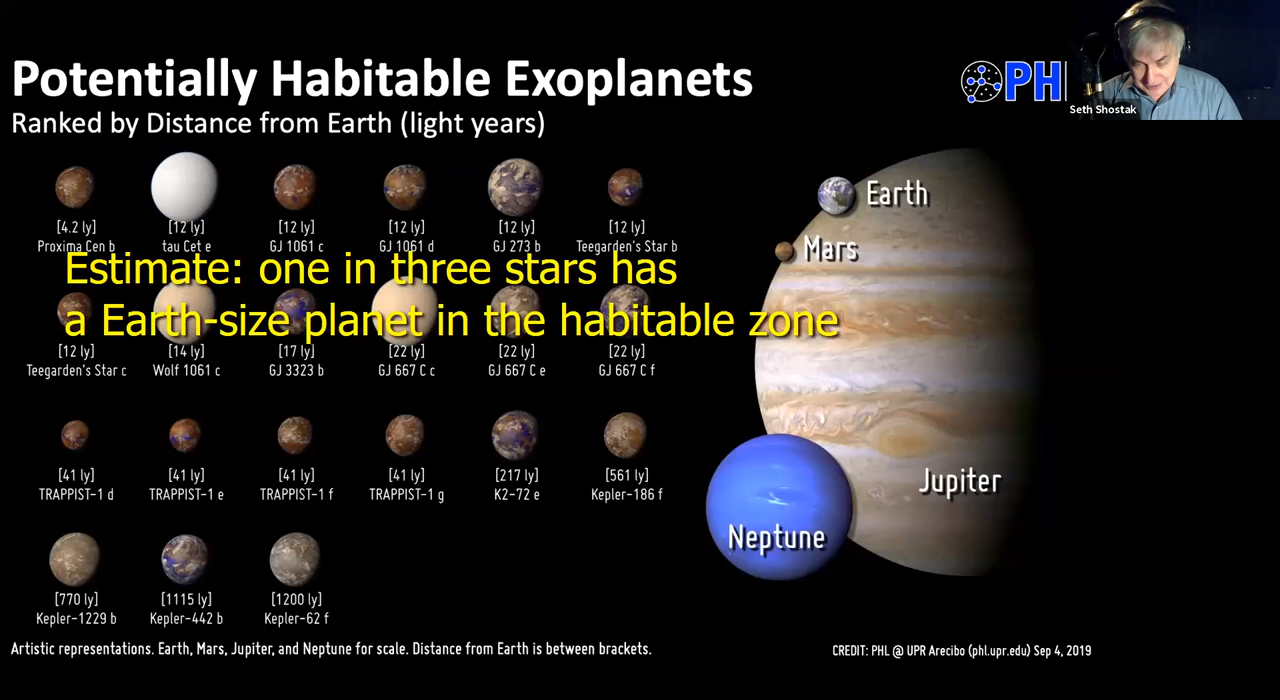 Potentially Habitable Exoplanets
Ranked by Distance from Earth (light years)
PH
Seth Shostak
[4.2 ly] [12 ly] [12 ly] [12 ly] [12 ly] [12 ly]
Proxima Cen b tau Cet e GJ 1061 c GJ 1061 d GJ 273 b Teegarden's Star b
Estimate: one in three stars has
a Earth-size planet in the habitable zone
[12 ly] [14 ly] [17 ly] [22 ly] [22 ly] [22 ly]
Teegarden's Star c Wolf 1061 c GJ 3323 b GJ 667 C c GJ 667 C e GJ 667 C f
[41 ly] [41 ly] [41 ly] [41 ly] [217 ly] [561 ly]
TRAPPIST-1 d TRAPPIST-1 e TRAPPIST-1 f TRAPPIST-1 g K2-72 e Kepler-186 f
[770 ly] [1115 ly] [1200 ly]
Kepler-1229 b Kepler-442 b Kepler-62 f
Earth
Mars
Jupiter
Neptune
Artistic representations. Earth, Mars, Jupiter, and Neptune for scale. Distance from Earth is between brackets.
CREDIT: PHL @ UPR Arecibo (phl.upr.edu) Sep 4, 2019